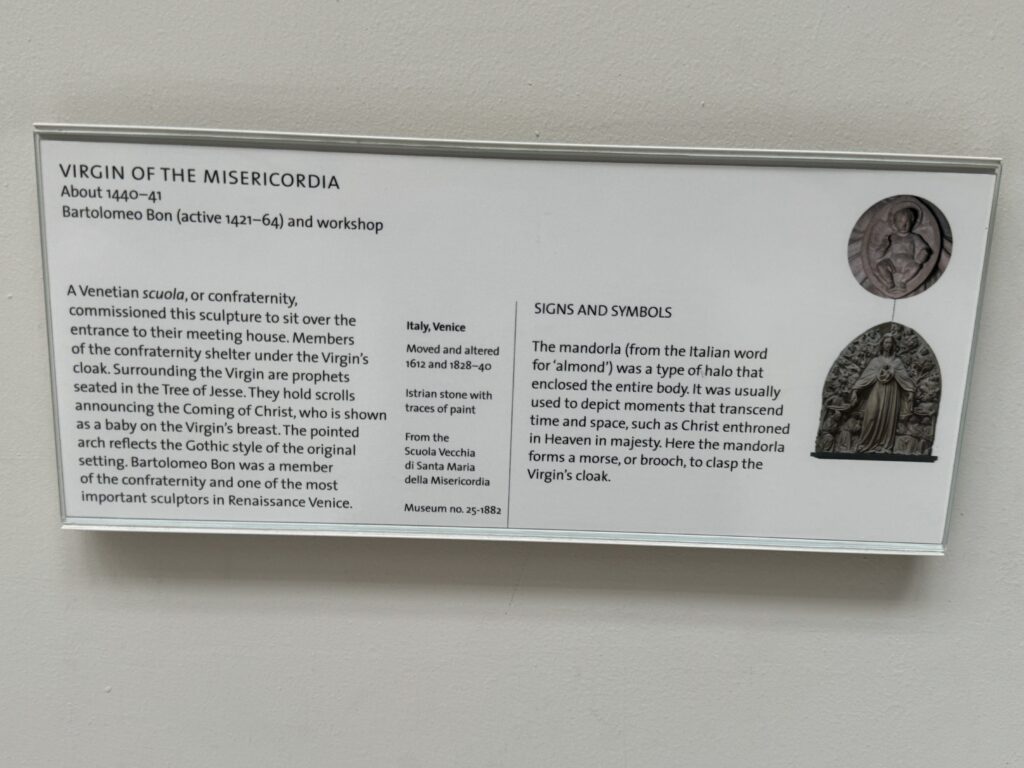 VIRGIN OF THE MISERICORDIA
About 1440–41
Bartolomeo Bon (active 1421–64) and workshop
A Venetian scuola, or confraternity,
commissioned this sculpture to sit over the
entrance to their meeting house. Members
of the confraternity shelter under the Virgin's
cloak. Surrounding the Virgin are prophets
seated in the Tree of Jesse. They hold scrolls
announcing the Coming of Christ, who is shown
as a baby on the Virgin's breast. The pointed
arch reflects the Gothic style of the original
setting. Bartolomeo Bon was a member
of the confraternity and one of the most
important sculptors in Renaissance Venice.
Italy, Venice
Moved and altered
1612 and 1828–40
Istrian stone with
traces of paint
From the
Scuola Vecchia
di Santa Maria
della Misericordia
Museum no. 25-1882
SIGNS AND SYMBOLS
The mandorla (from the Italian word
for 'almond') was a type of halo that
enclosed the entire body. It was usually
used to depict moments that transcend
time and space, such as Christ enthroned
in Heaven in majesty. Here the mandorla
forms a morse, or brooch, to clasp the
Virgin's cloak.